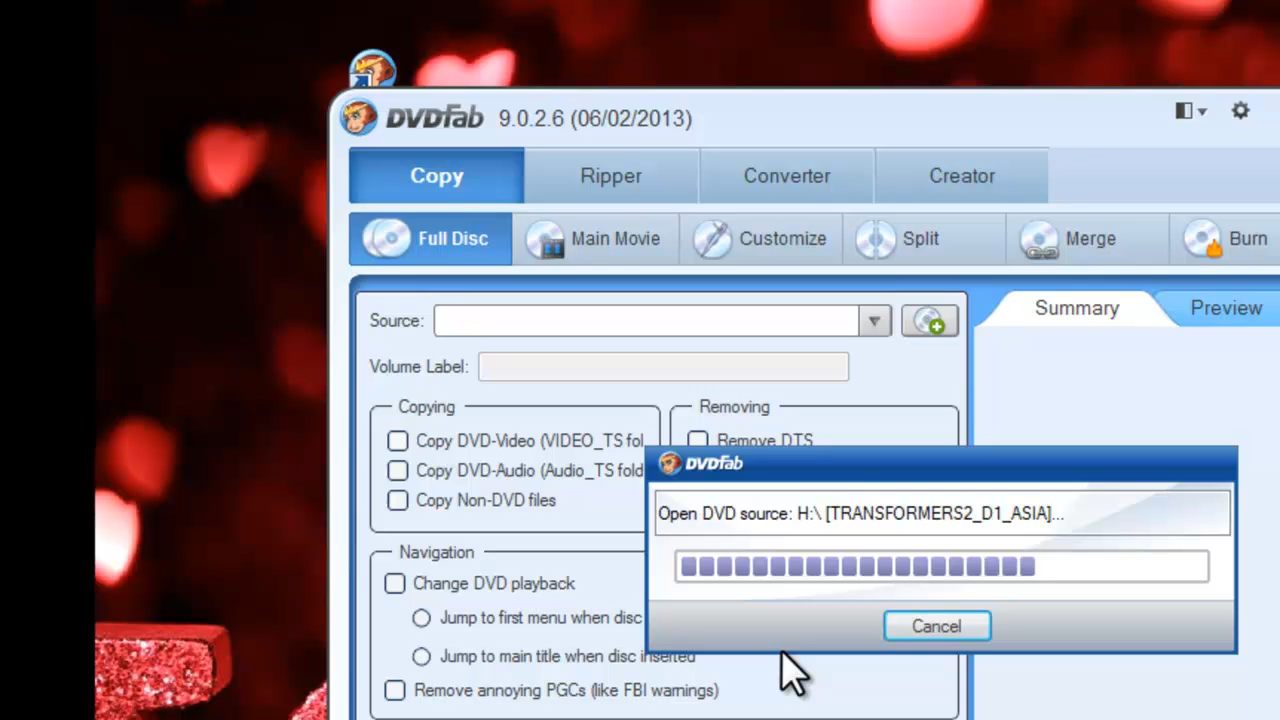 DVDFab 9.0.2.6 (06/02/2013)
Copy Ripper Converter Creator
Full Disc Main Movie Customize Split Merge Burn
Source:
Summary Preview
Volume Label:
Copying
Removing
Copy DVD-Video (VIDEO_TS fol
Remove DTS
Copy DVD-Audio (Audio_TS fold
Copy Non-DVD files
DVDFab
Open DVD source: H:\ [TRANSFORMERS2_D1_ASIA]...
Cancel
Navigation
Change DVD playback
Jump to first menu when disc
Jump to main title when disc inserted
Remove annoying PGCs (like FBI warnings)